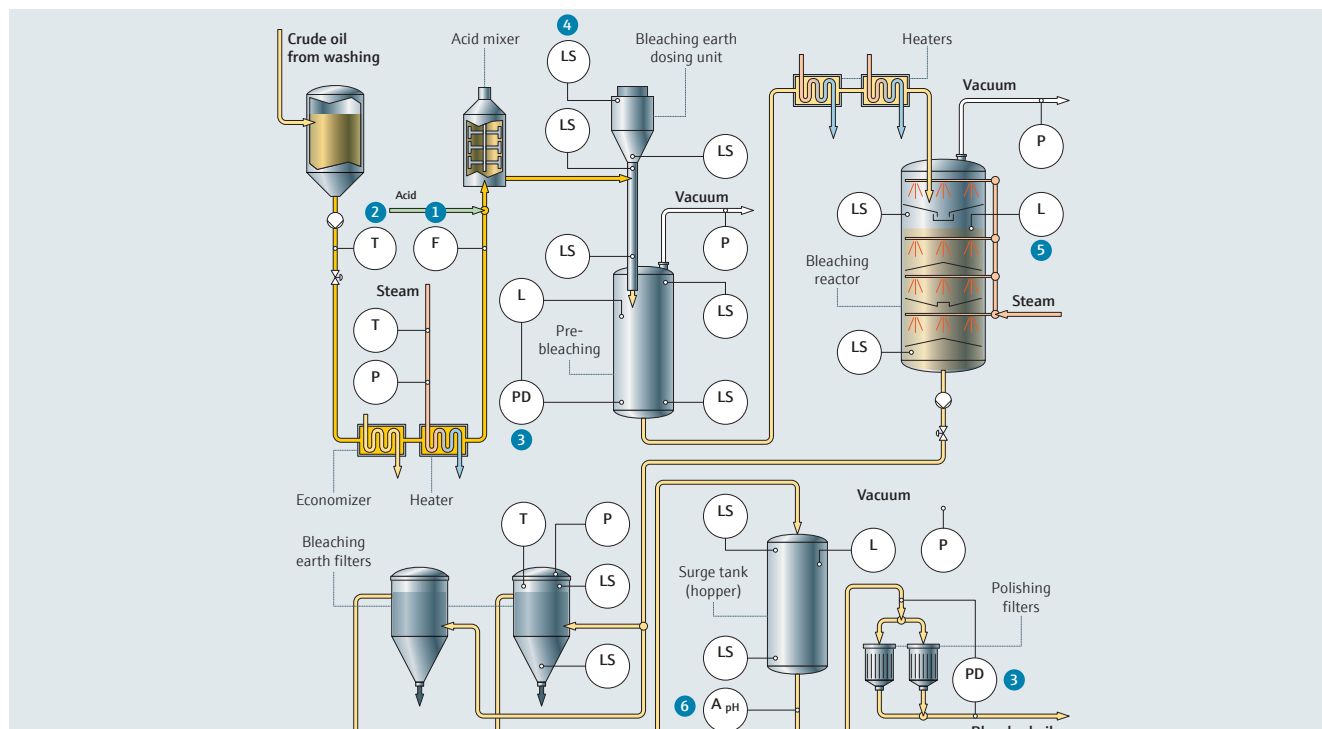 4
Crude oil
from washing
Acid mixer
LS
Bleaching earth
dosing unit
Heaters
Vacuum
LS
LS
P
Acid
2
1
T
F
Vacuum
P
LS
LS
L
5
Bleaching
reactor
Steam
Steam
L
LS
T
Pre-
bleaching
P
PD
LS
LS
3
Economizer
Heater
Vacuum
T
P
LS
L
P
Bleaching
earth filters
LS
Surge tank
(hopper)
Polishing
filters
LS
LS
PD
3
6
A pH